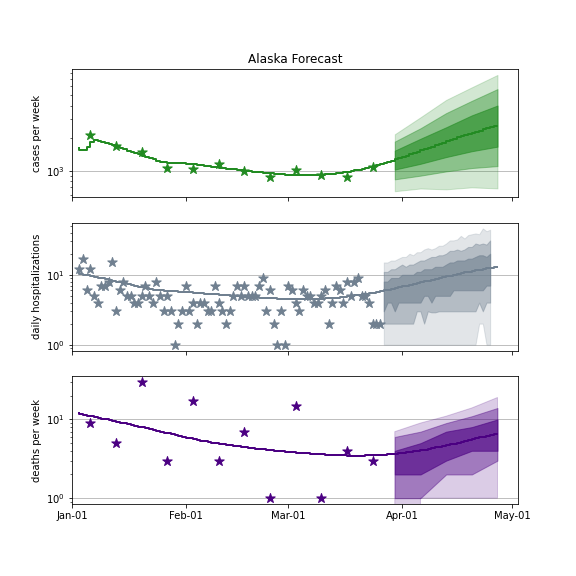 Alaska Forecast
cases per week
10³
daily hospitalizations
10¹
10⁰
deaths per week
10¹
10⁰
Jan-01 Feb-01 Mar-01 Apr-01 May-01